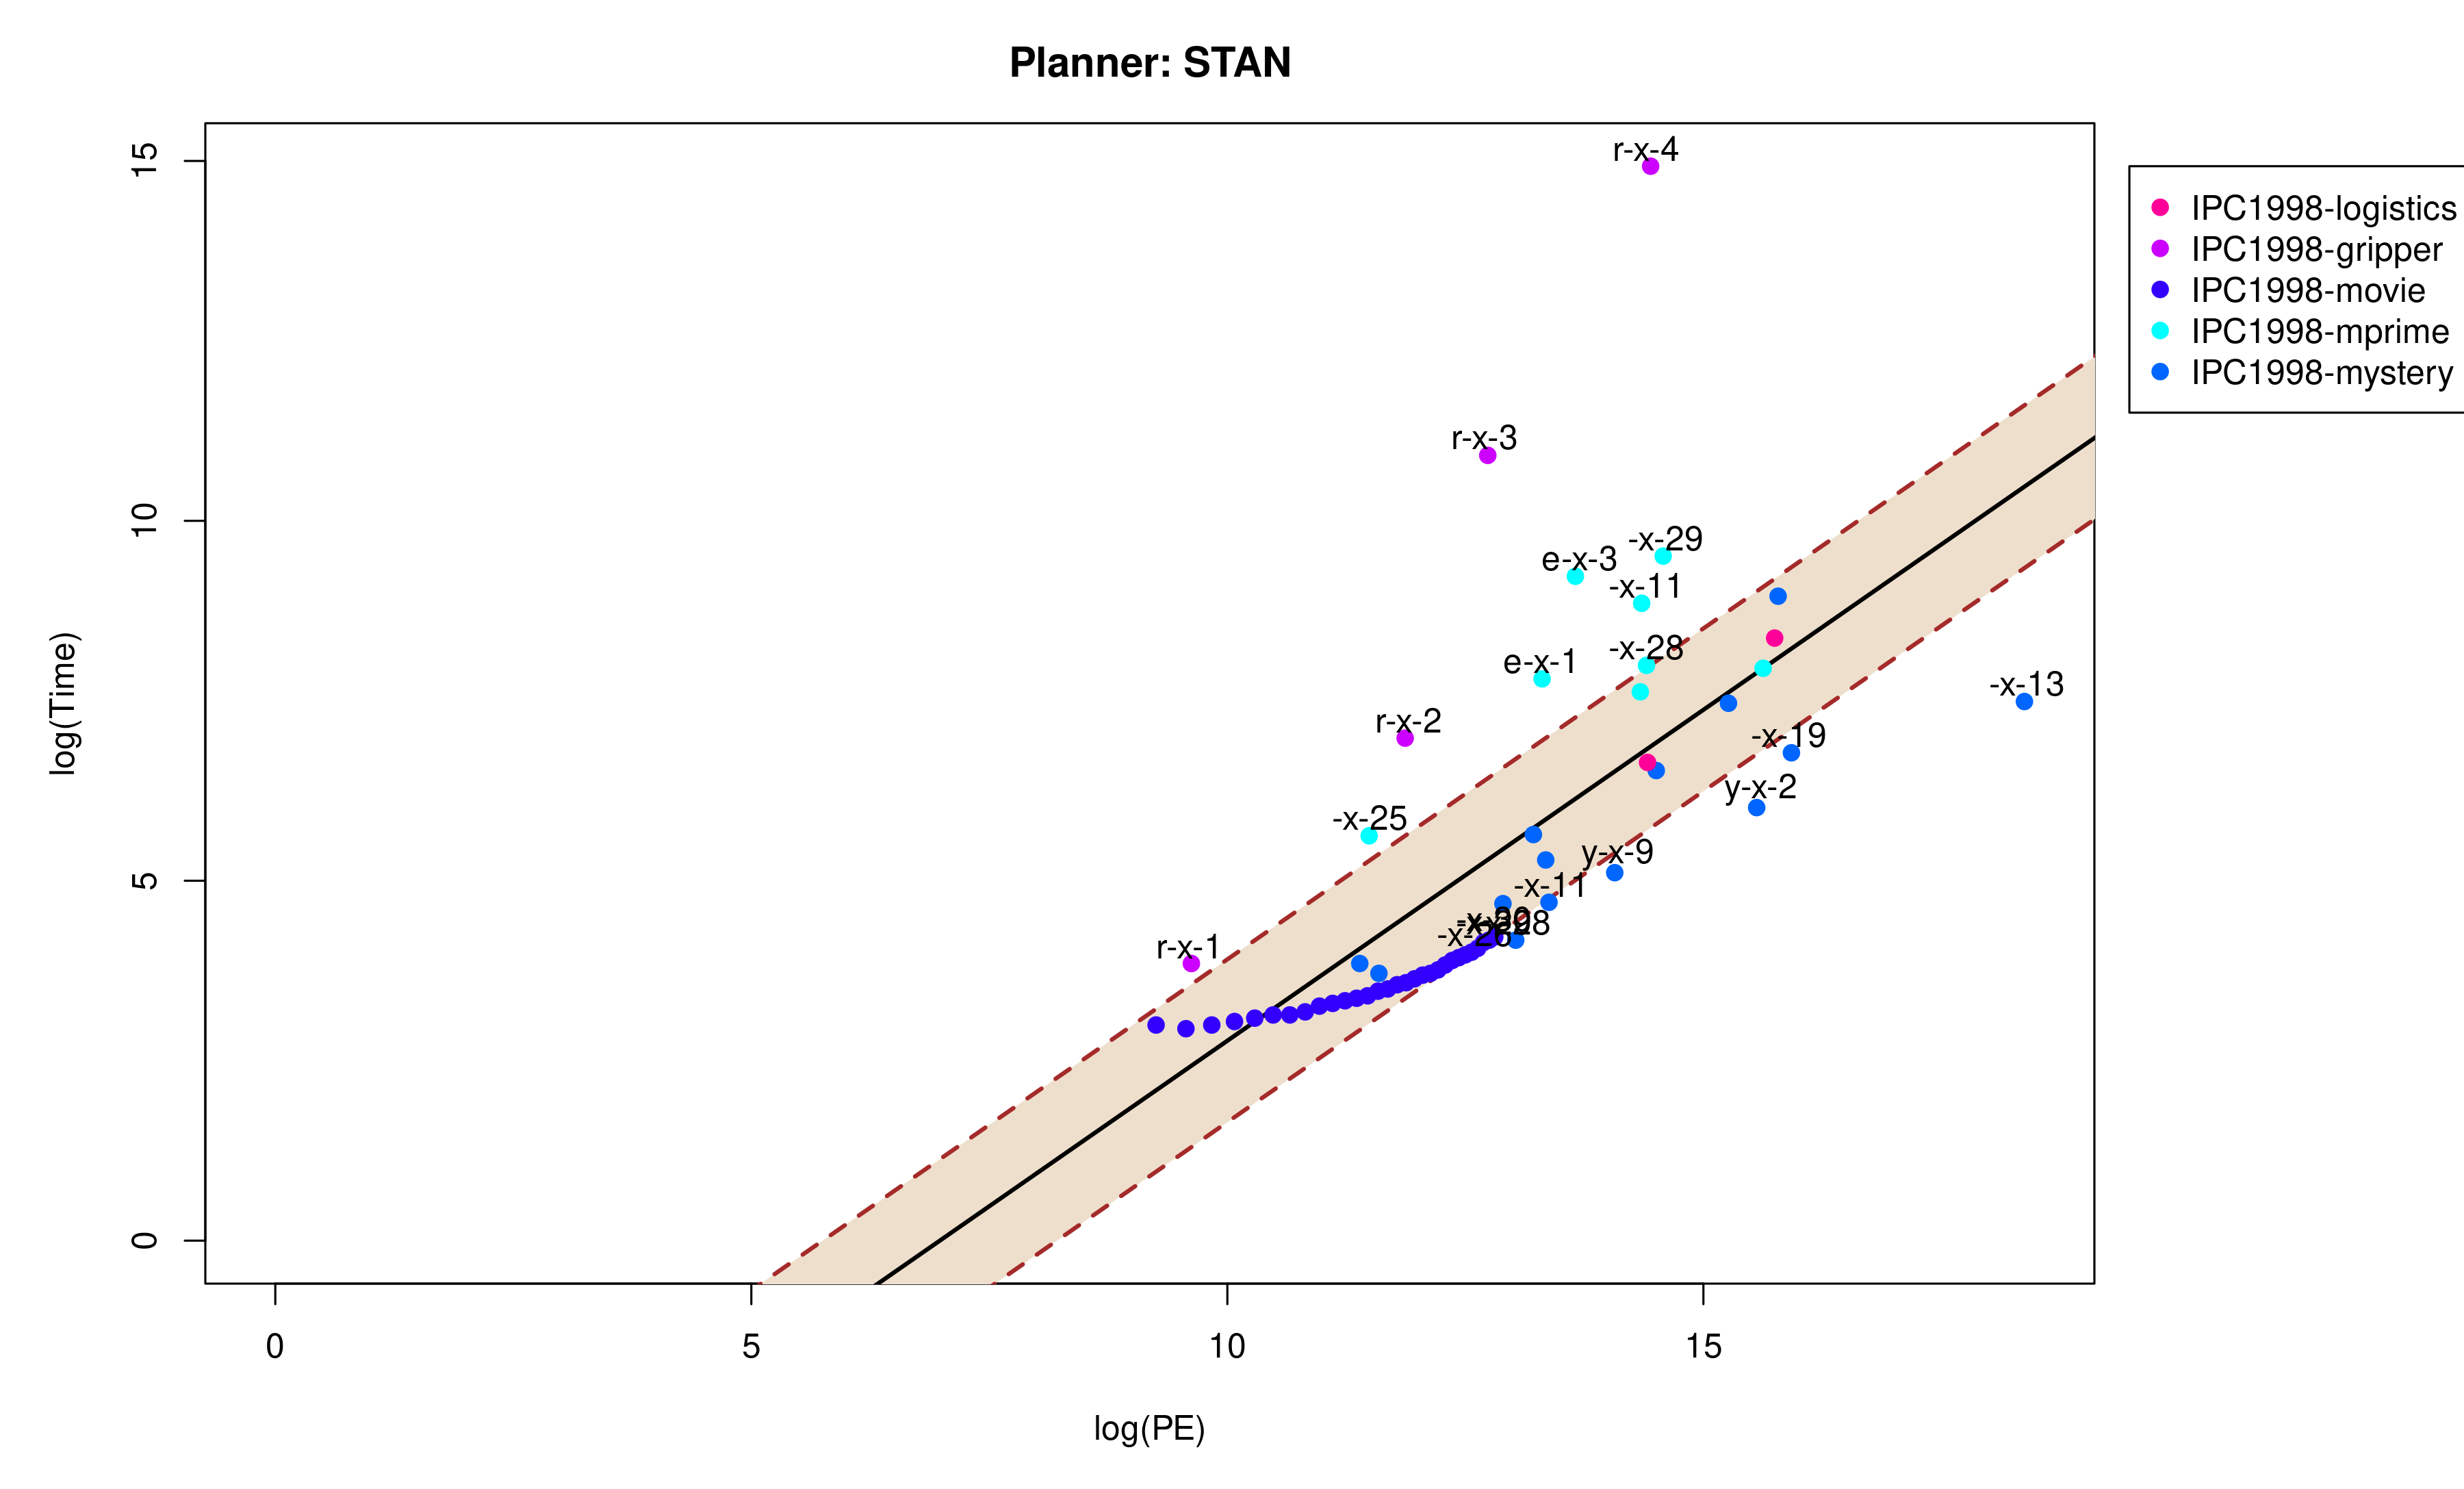 Planner: STAN
r-x-4
IPC1998-logistics
IPC1998-gripper
IPC1998-movie
IPC1998-mprime
IPC1998-mystery
r-x-3
-x-29
e-x-3
-x-11
-x-28
e-x-1
-x-13
r-x-2
-x-19
y-x-2
-x-25
y-x-9
-x-11
r-x-1
15
10
5
0
log(Time)
0
5
10
15
log(PE)